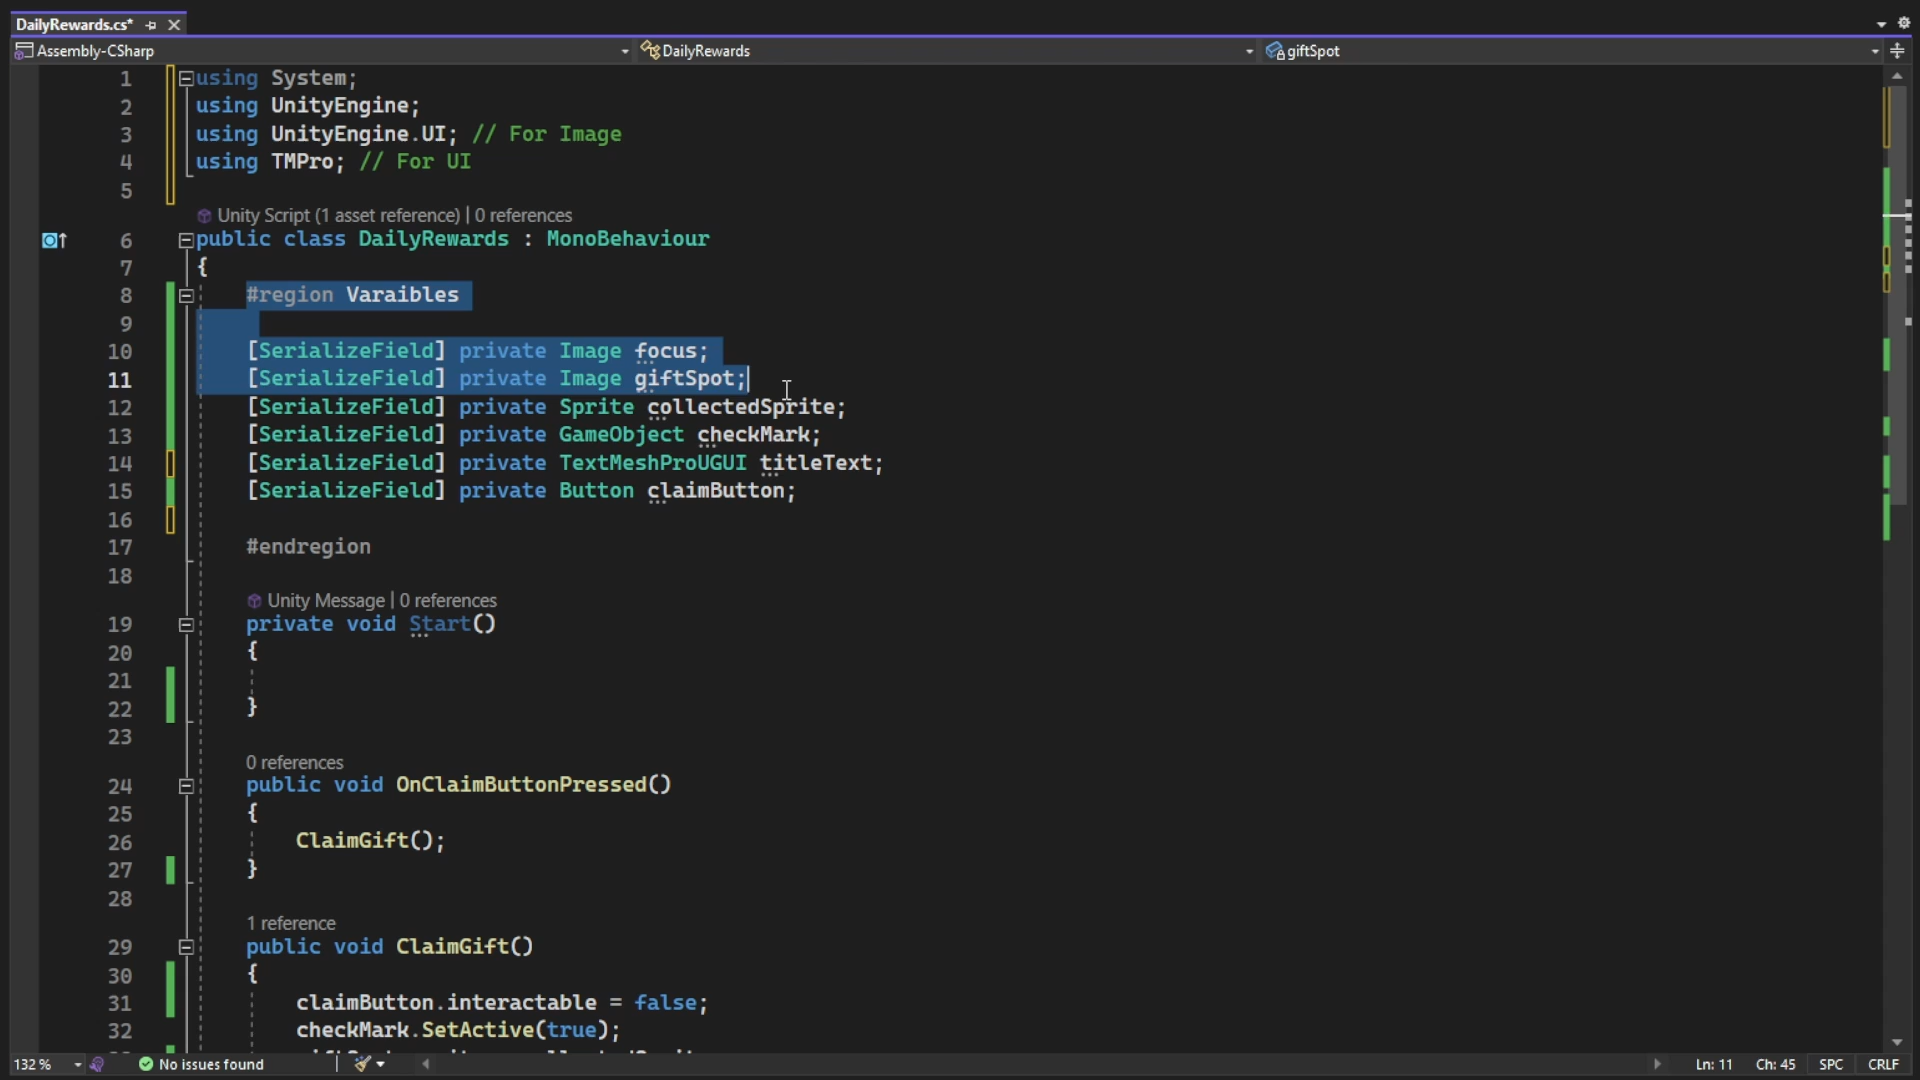 DailyRewards.cs*
Assembly-CSharp DailyRewards giftSpot
1 using System;
2 using UnityEngine;
3 using UnityEngine.UI; // For Image
4 using TMPro; // For UI
5
Unity Script (1 asset reference) | 0 references
6 public class DailyRewards : MonoBehaviour
7 {
8 #region Varaibles
9
10 [SerializeField] private Image focus;
11 [SerializeField] private Image giftSpot;
12 [SerializeField] private Sprite collectedSprite;
13 [SerializeField] private GameObject checkMark;
14 [SerializeField] private TextMeshProUGUI titleText;
15 [SerializeField] private Button claimButton;
16
17 #endregion
18
Unity Message | 0 references
19 private void Start()
20 {
21
22 }
23
0 references
24 public void OnClaimButtonPressed()
25 {
26 ClaimGift();
27 }
28
1 reference
29 public void ClaimGift()
30 {
31 claimButton.interactable = false;
32 checkMark.SetActive(true);
132 % No issues found Ln: 11 Ch: 45 SPC CRLF